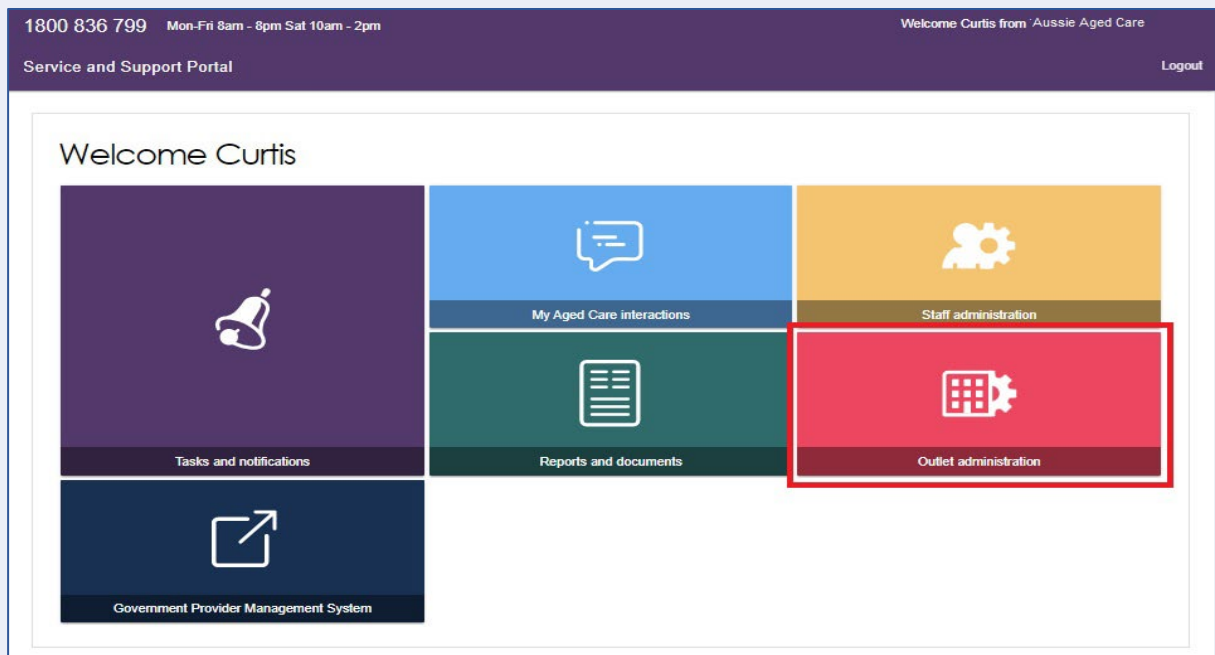 1800 836 799 Mon-Fri 8am - 8pm Sat 10am - 2pm
Welcome Curtis from 'Aussie Aged Care
Service and Support Portal
Logout
Welcome Curtis
My Aged Care interactions
Staff administration
Tasks and notifications
Reports and documents
Outlet administration
Government Provider Management System